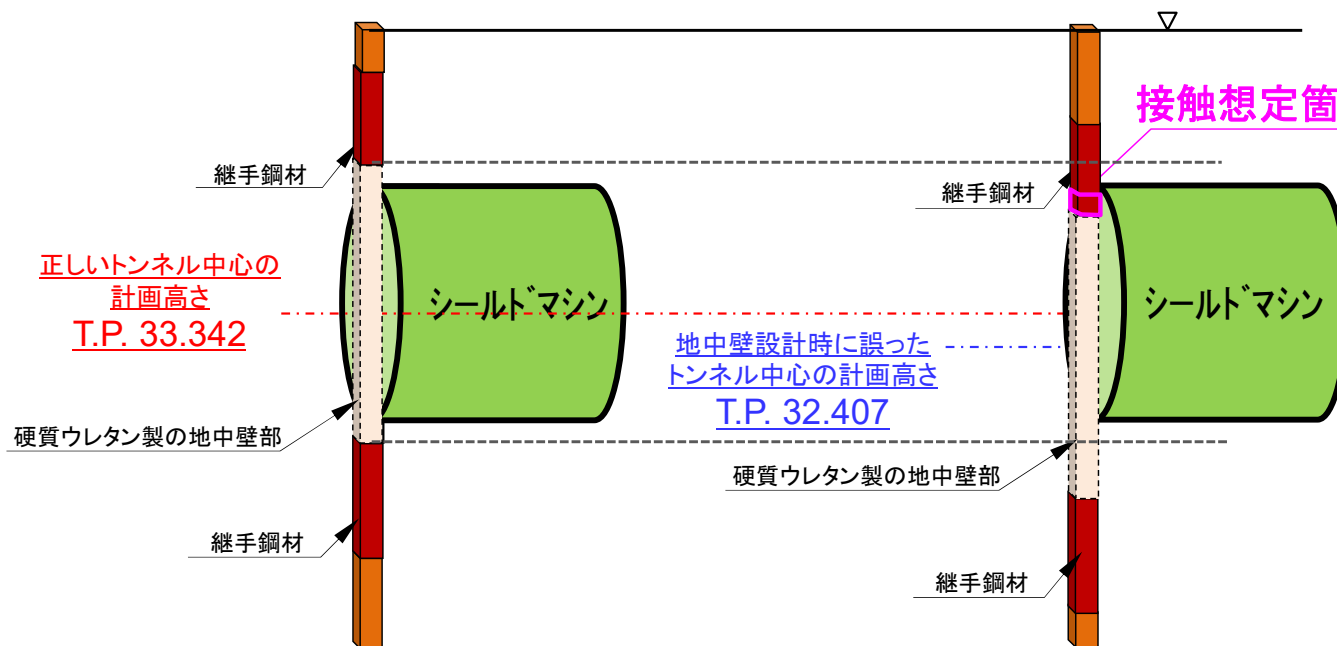 接触想定箇
継手鋼材
継手鋼材
正しいトンネル中心の
計画高さ
T.P. 33.342
シールドマシン
シールドマシン
地中壁設計時に誤った
トンネル中心の計画高さ
T.P. 32.407
硬質ウレタン製の地中壁部
硬質ウレタン製の地中壁部
継手鋼材
継手鋼材